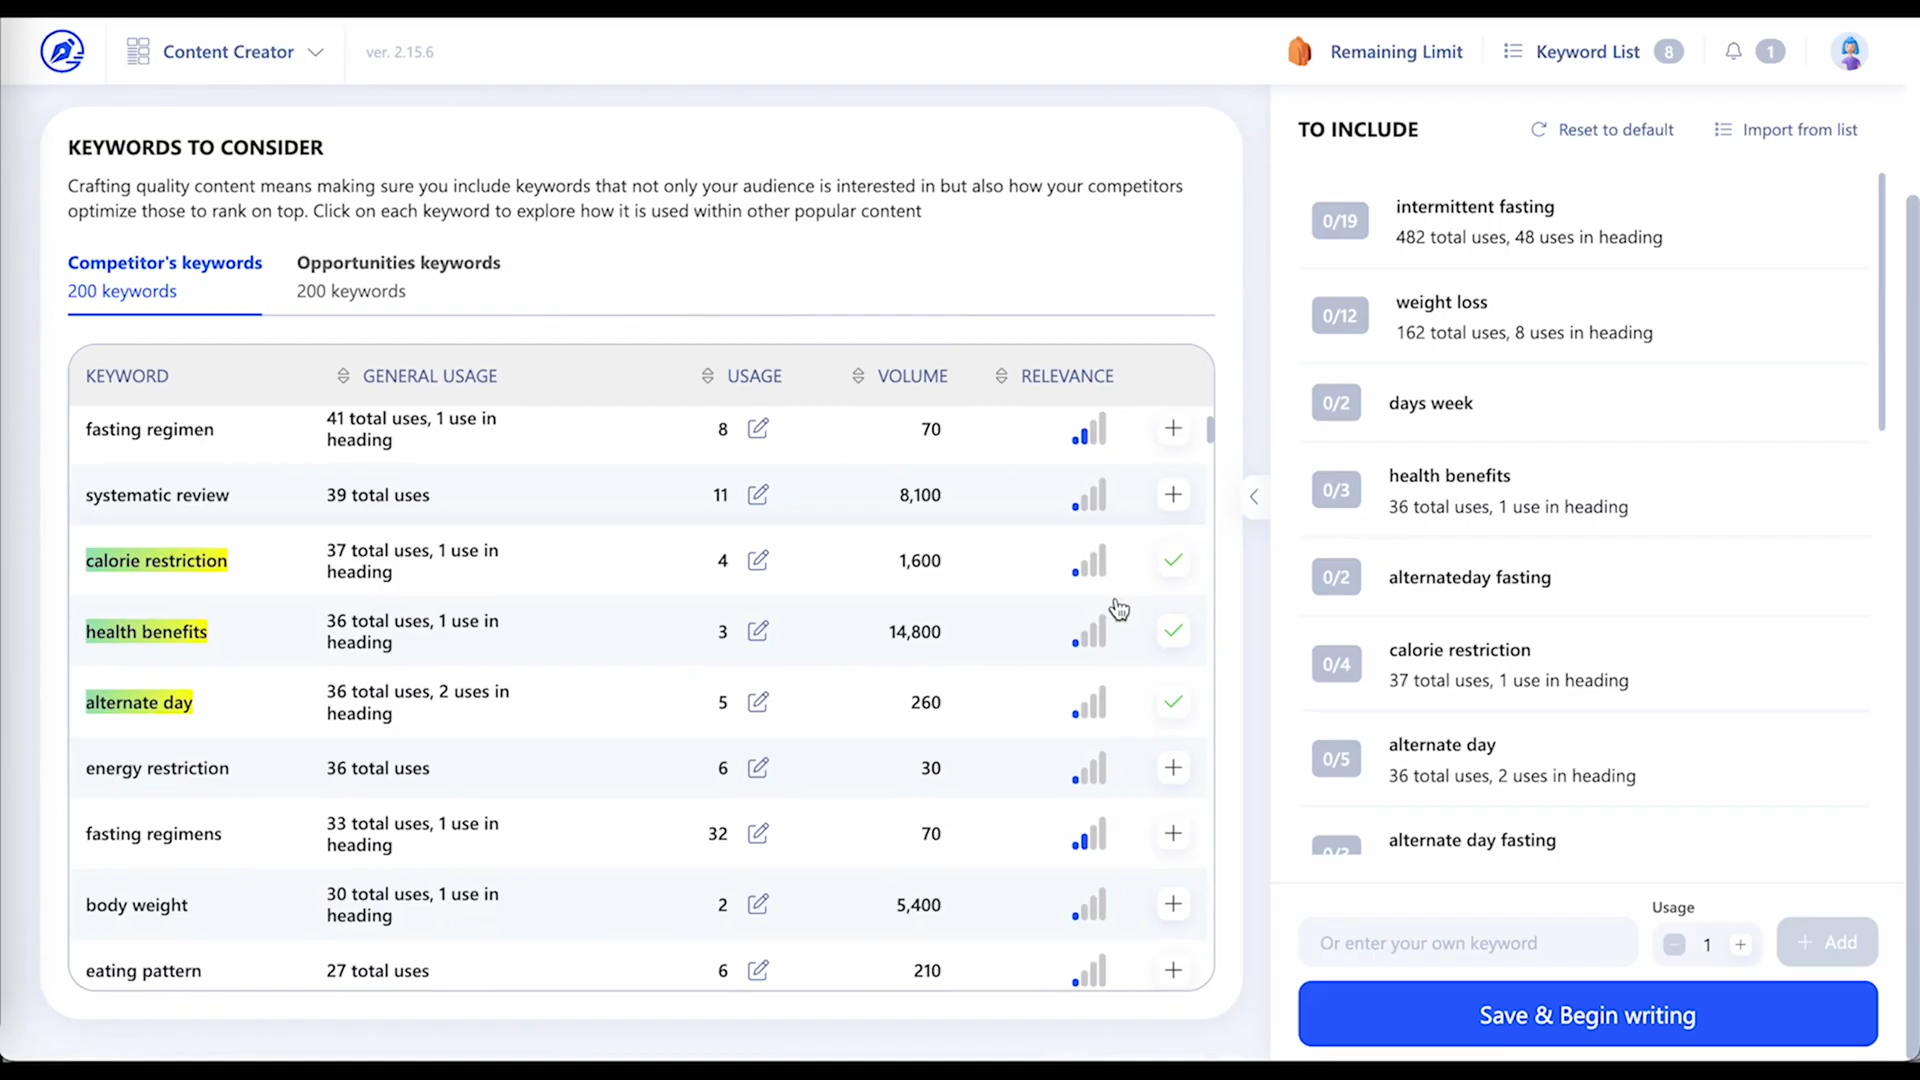 Content Creator
ver. 2.15.6
Remaining Limit
Keyword List 8
1
KEYWORDS TO CONSIDER
Crafting quality content means making sure you include keywords that not only your audience is interested in but also how your competitors
optimize those to rank on top. Click on each keyword to explore how it is used within other popular content
Competitor's keywords
200 keywords
Opportunities keywords
200 keywords
KEYWORD GENERAL USAGE USAGE VOLUME RELEVANCE
fasting regimen 41 total uses, 1 use in
heading 8 70
systematic review 39 total uses 11 8,100
calorie restriction 37 total uses, 1 use in
heading 4 1,600
health benefits 36 total uses, 1 use in
heading 3 14,800
alternate day 36 total uses, 2 uses in
heading 5 260
energy restriction 36 total uses 6 30
fasting regimens 33 total uses, 1 use in
heading 32 70
body weight 30 total uses, 1 use in
heading 2 5,400
eating pattern 27 total uses 6 210
TO INCLUDE
Reset to default
Import from list
0/19 intermittent fasting
482 total uses, 48 uses in heading
0/12 weight loss
162 total uses, 8 uses in heading
0/2 days week
0/3 health benefits
36 total uses, 1 use in heading
0/2 alternateday fasting
0/4 calorie restriction
37 total uses, 1 use in heading
0/5 alternate day
36 total uses, 2 uses in heading
alternate day fasting
Usage
Or enter your own keyword
1
+ Add
Save & Begin writing